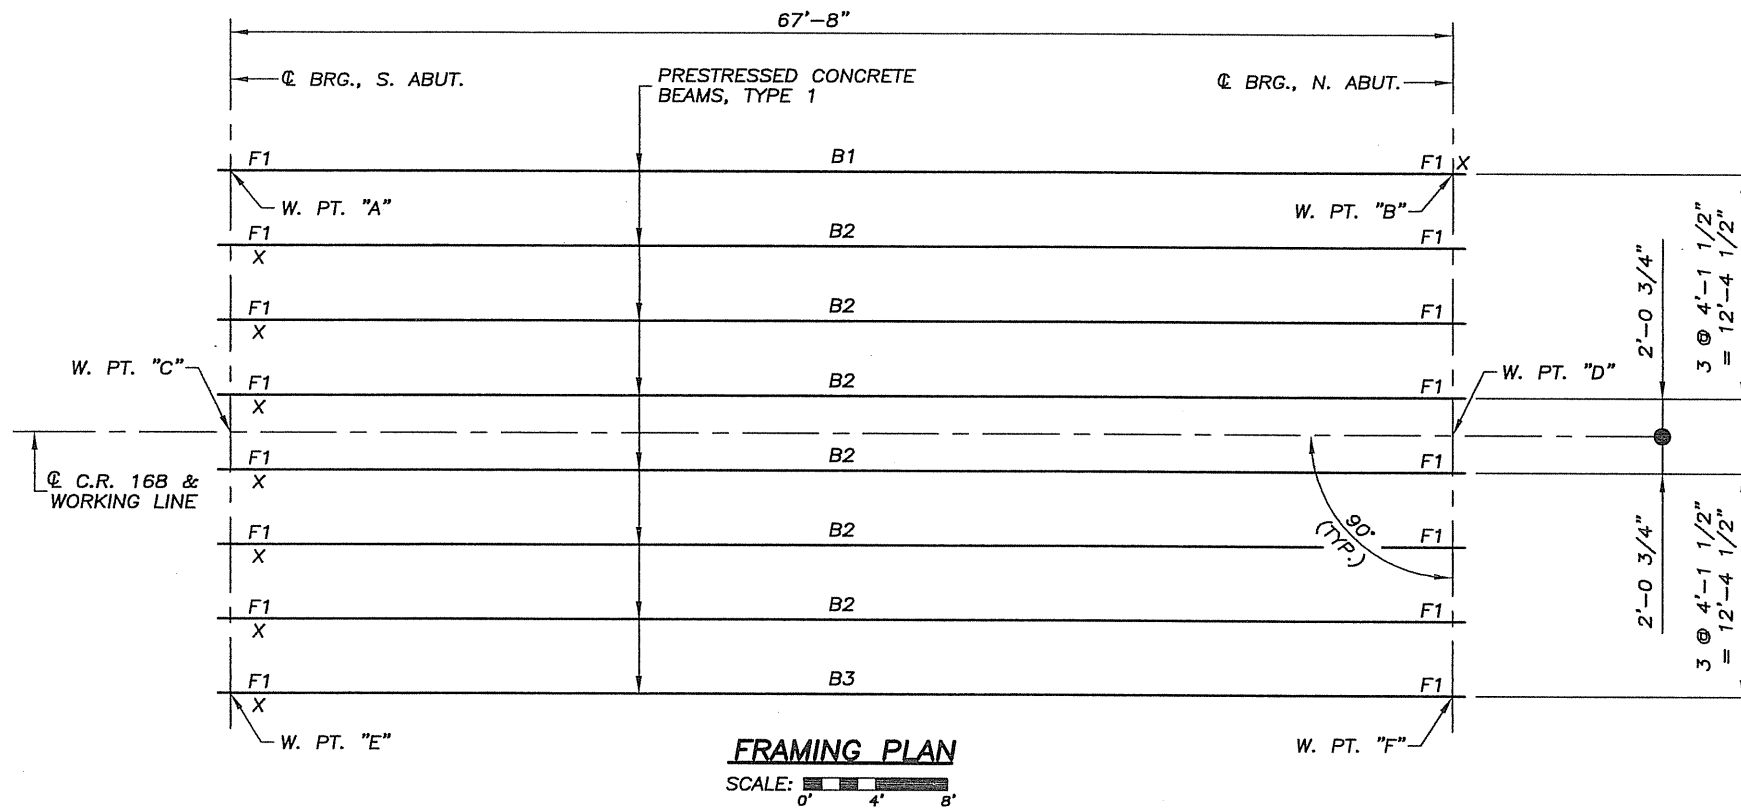 67'-8"
℄ BRG., S. ABUT.
PRESTRESSED CONCRETE
BEAMS, TYPE 1
℄ BRG., N. ABUT.
F1 B1 F1 X
W. PT. "A"
W. PT. "B"
F1 B2 F1
X
F1 B2 F1
X
W. PT. "C"
F1 B2 F1
X
W. PT. "D"
℄ C.R. 168 &
WORKING LINE
F1 B2 F1
X
F1 B2 F1
X
90°
(TYP.)
F1 B2 F1
X
F1 B3 F1
X
W. PT. "E"
W. PT. "F"
2'-0 3/4"
3 @ 4'-1 1/2"
= 12'-4 1/2"
2'-0 3/4"
3 @ 4'-1 1/2"
= 12'-4 1/2"
FRAMING PLAN
SCALE:
0' 4' 8'